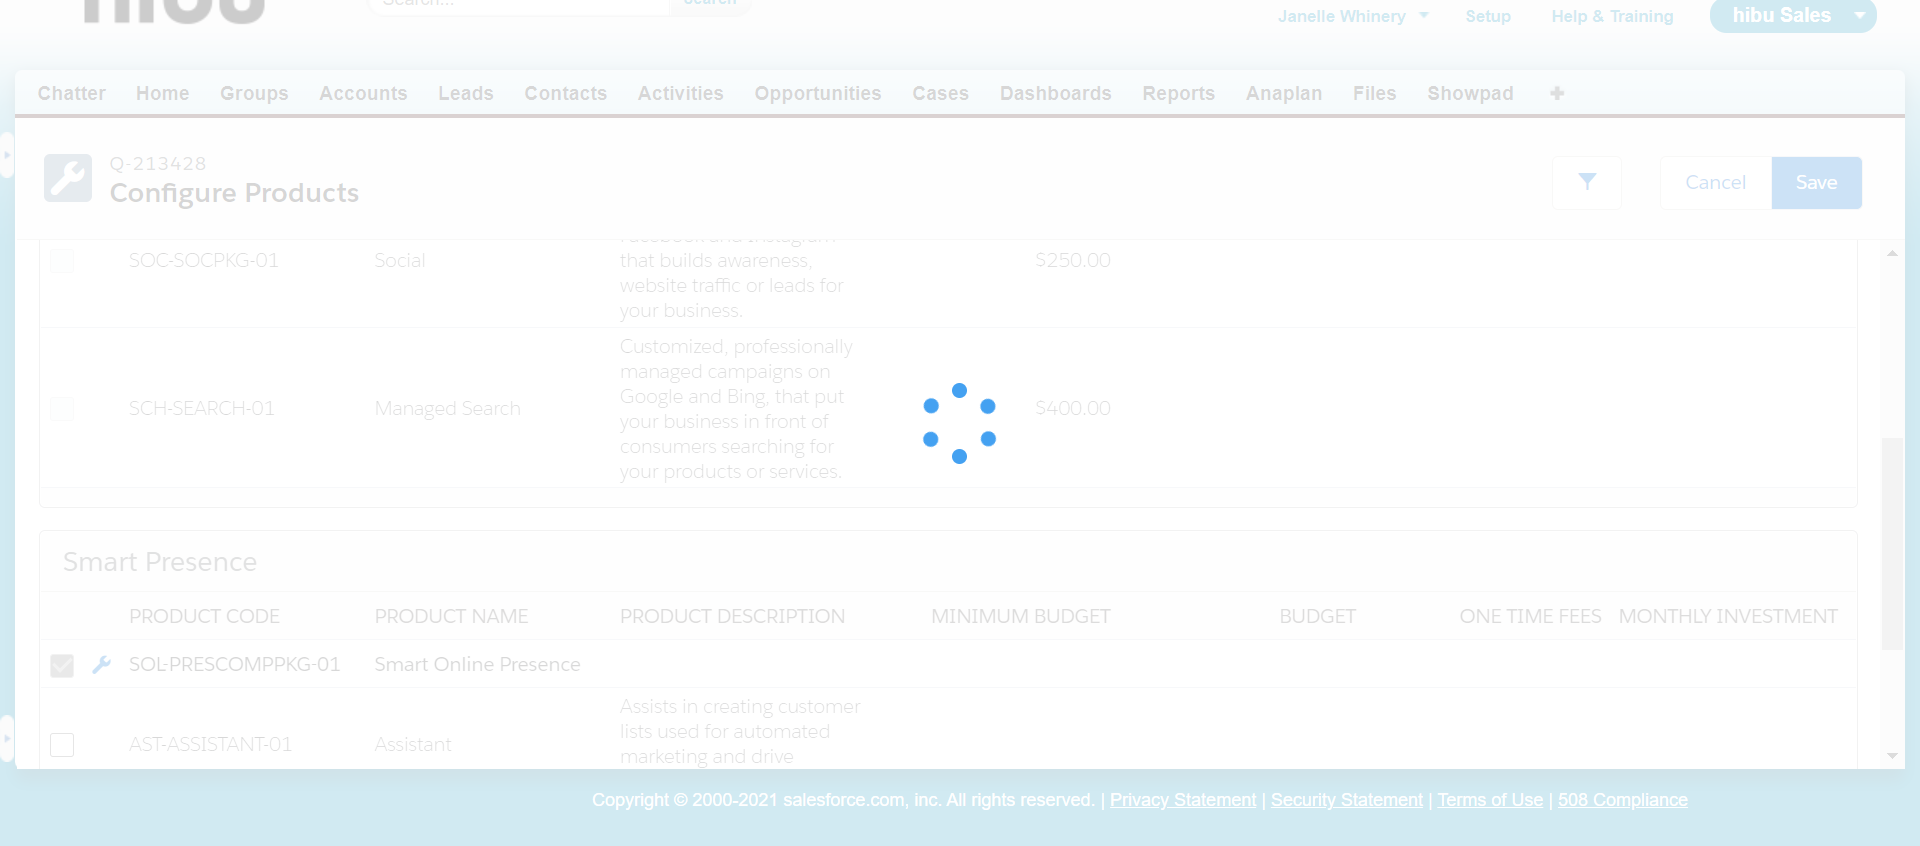 hibu
Search...
Search
Janelle Whinery
Setup
Help & Training
hibu Sales
Chatter Home Groups Accounts Leads Contacts Activities Opportunities Cases Dashboards Reports Anaplan Files Showpad
Q-213428
Configure Products
Cancel
Save
Facebook and Instagram
SOC-SOCPKG-01 Social that builds awareness, $250.00
website traffic or leads for
your business.
Customized, professionally
managed campaigns on
SCH-SEARCH-01 Managed Search Google and Bing, that put $400.00
your business in front of
consumers searching for
your products or services.
Smart Presence
PRODUCT CODE PRODUCT NAME PRODUCT DESCRIPTION MINIMUM BUDGET BUDGET ONE TIME FEES MONTHLY INVESTMENT
SOL-PRESCOMPPKG-01 Smart Online Presence
Assists in creating customer
AST-ASSISTANT-01 Assistant lists used for automated
marketing and drive
Copyright © 2000-2021 salesforce.com, inc. All rights reserved. | Privacy Statement | Security Statement | Terms of Use | 508 Compliance